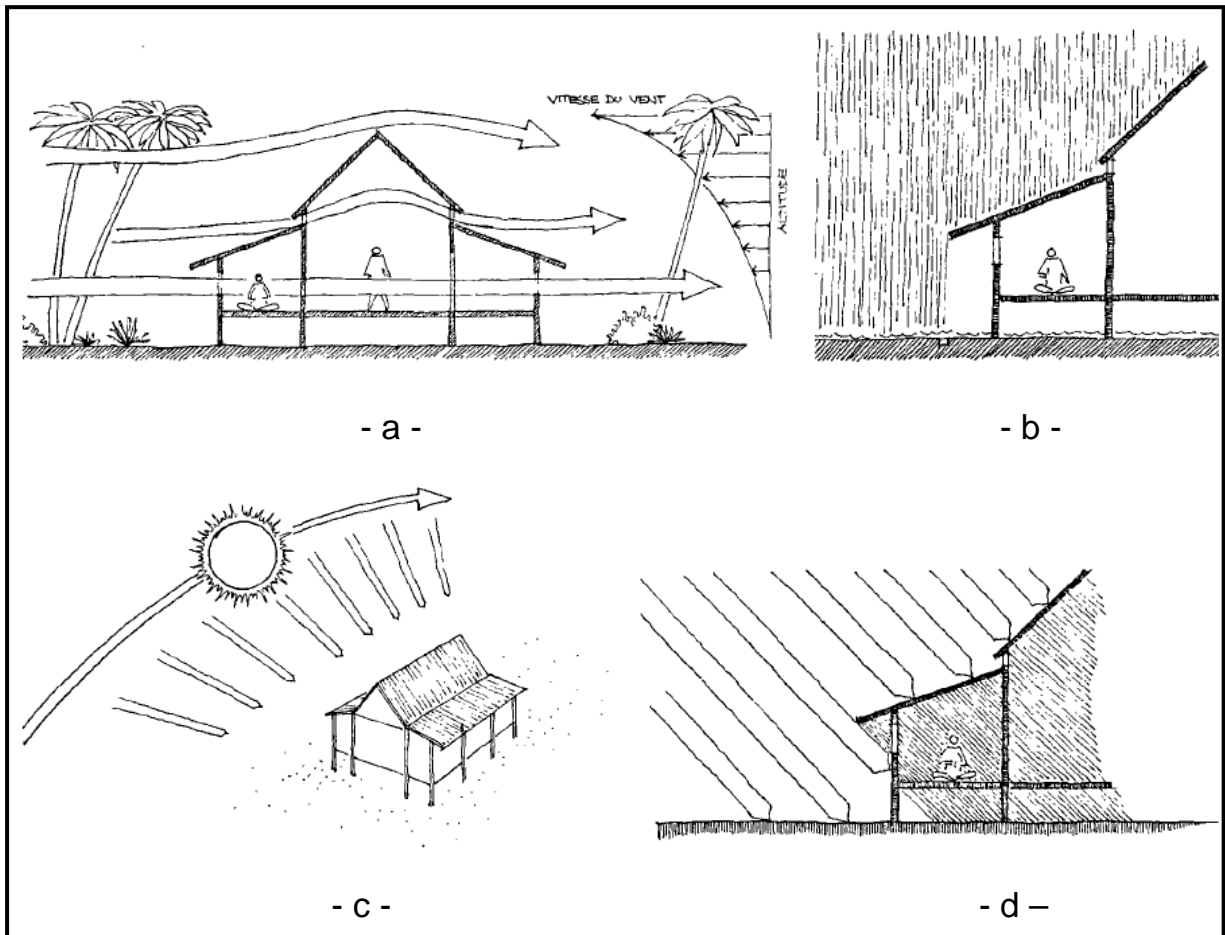 VITESSE DU VENT
ALTITUDE
- a -
- b -
- c -
- d –